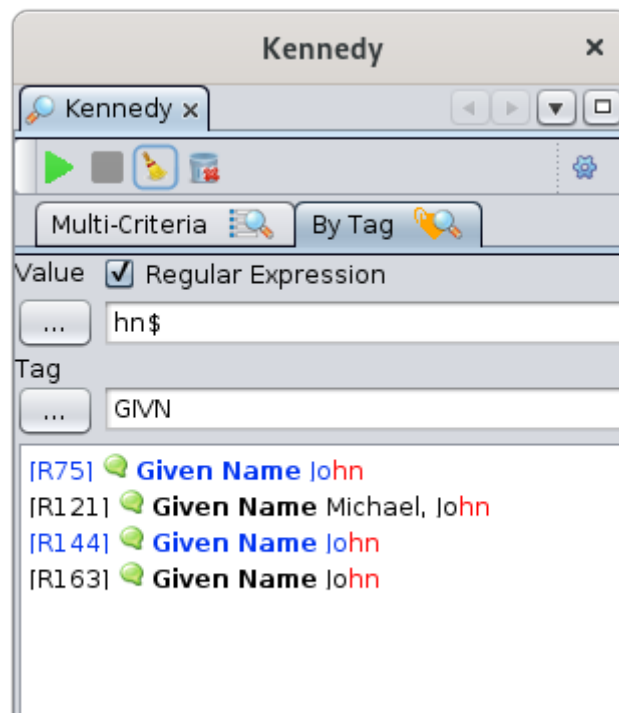 Kennedy
Kennedy
Multi-Criteria By Tag
Value Regular Expression
... hn$
Tag
... GIVN
[R75] Given Name John
[R121] Given Name Michael, John
[R144] Given Name John
[R163] Given Name John